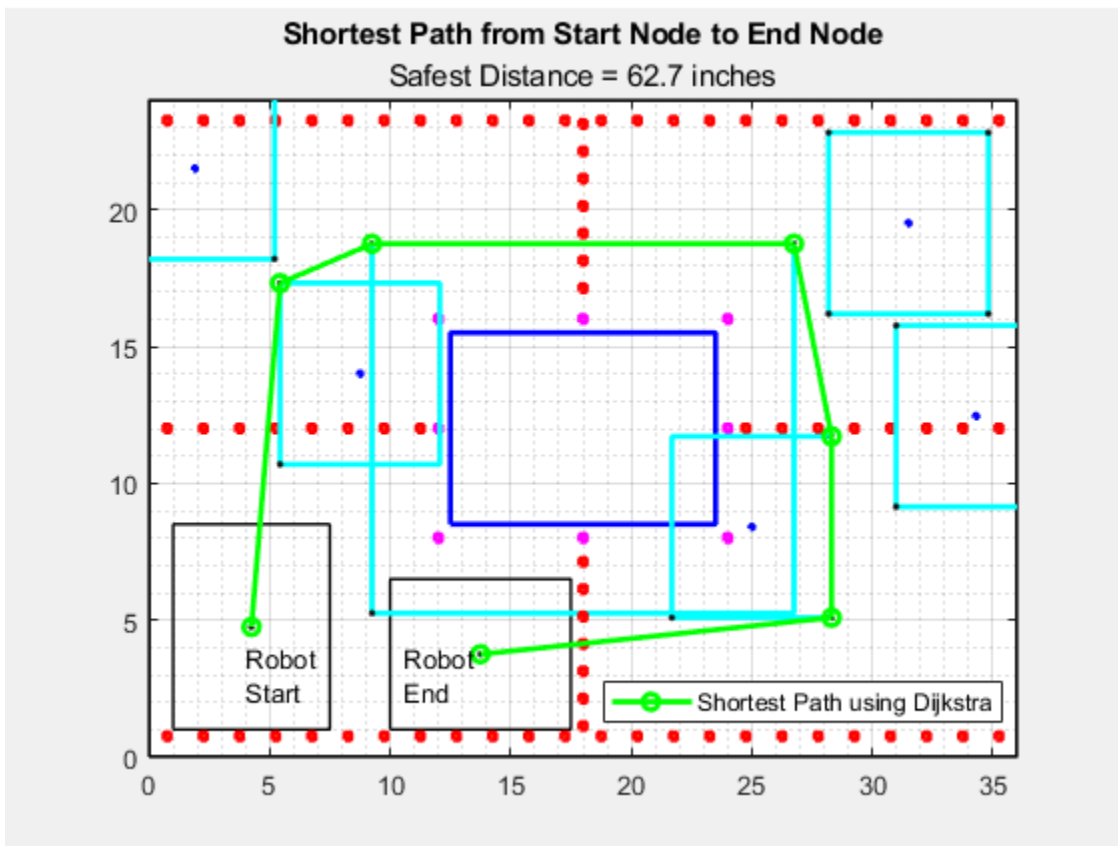 Shortest Path from Start Node to End Node
Safest Distance = 62.7 inches
20
15
10
5
0
Robot
Start
Robot
End
Shortest Path using Dijkstra
0 5 10 15 20 25 30 35